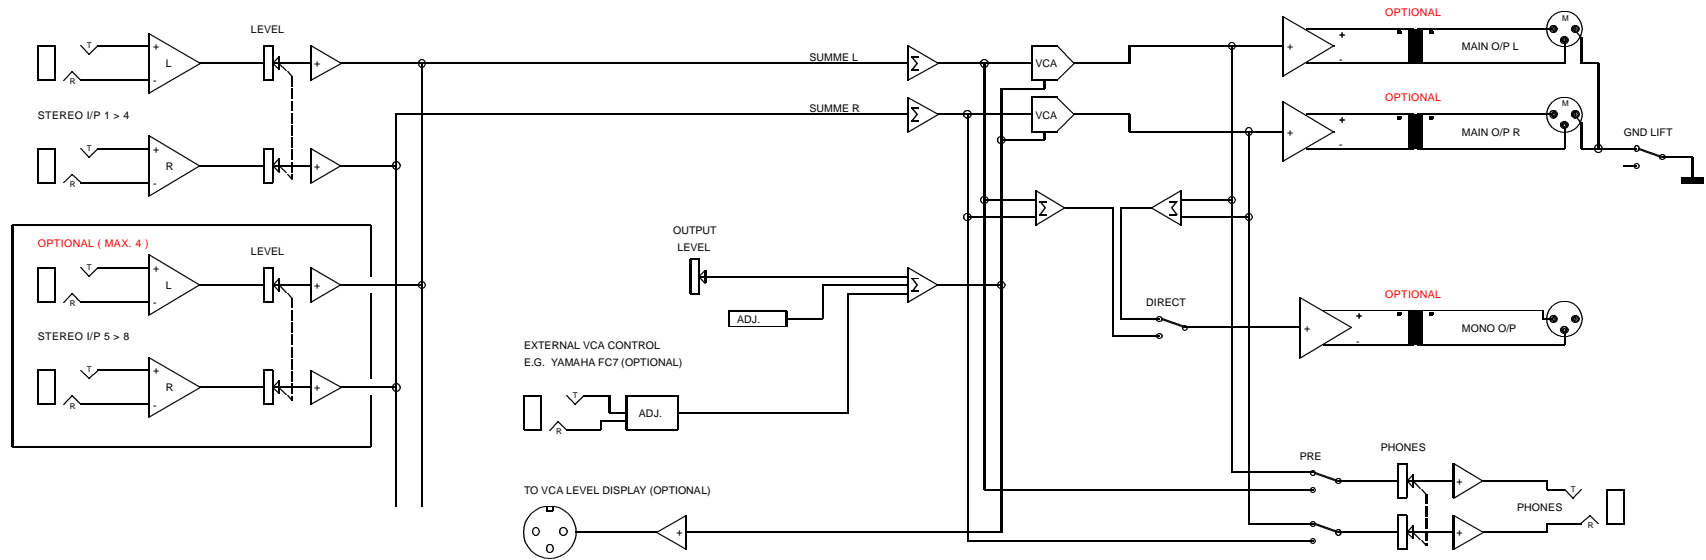 LEVEL
T
+
L
R
-
+
SUMME L
Σ
VCA
+
OPTIONAL
+
-
MAIN O/P L
M
STEREO I/P 1 > 4
SUMME R
Σ
VCA
+
OPTIONAL
+
-
MAIN O/P R
M
GND LIFT
T
+
R
R
-
+
Σ
Σ
OPTIONAL ( MAX. 4 )
LEVEL
T
+
L
R
-
+
OUTPUT
LEVEL
Σ
ADJ.
DIRECT
+
OPTIONAL
+
-
MONO O/P
STEREO I/P 5 > 8
T
+
R
R
-
+
EXTERNAL VCA CONTROL
E.G. YAMAHA FC7 (OPTIONAL)
T
R
ADJ.
PRE
PHONES
+
+
T
PHONES
R
TO VCA LEVEL DISPLAY (OPTIONAL)
+